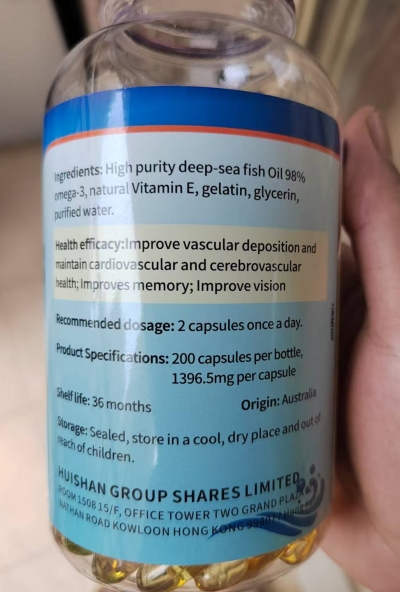 Ingredients: High purity deep-sea fish Oil 98%
omega-3, natural Vitamin E, gelatin, glycerin,
purified water.
Health efficacy:Improve vascular deposition and
maintain cardiovascular and cerebrovascular
health; Improves memory; Improve vision
Recommended dosage: 2 capsules once a day.
Product Specifications: 200 capsules per bottle,
1396.5mg per capsule
Shelf life: 36 months
Origin: Australia
Storage: Sealed, store in a cool, dry place and out of
reach of children.
HUISHAN GROUP SHARES LIMITED
ROOM 1508 15/F, OFFICE TOWER TWO GRAND PLAZA
NATHAN ROAD KOWLOON HONG KONG